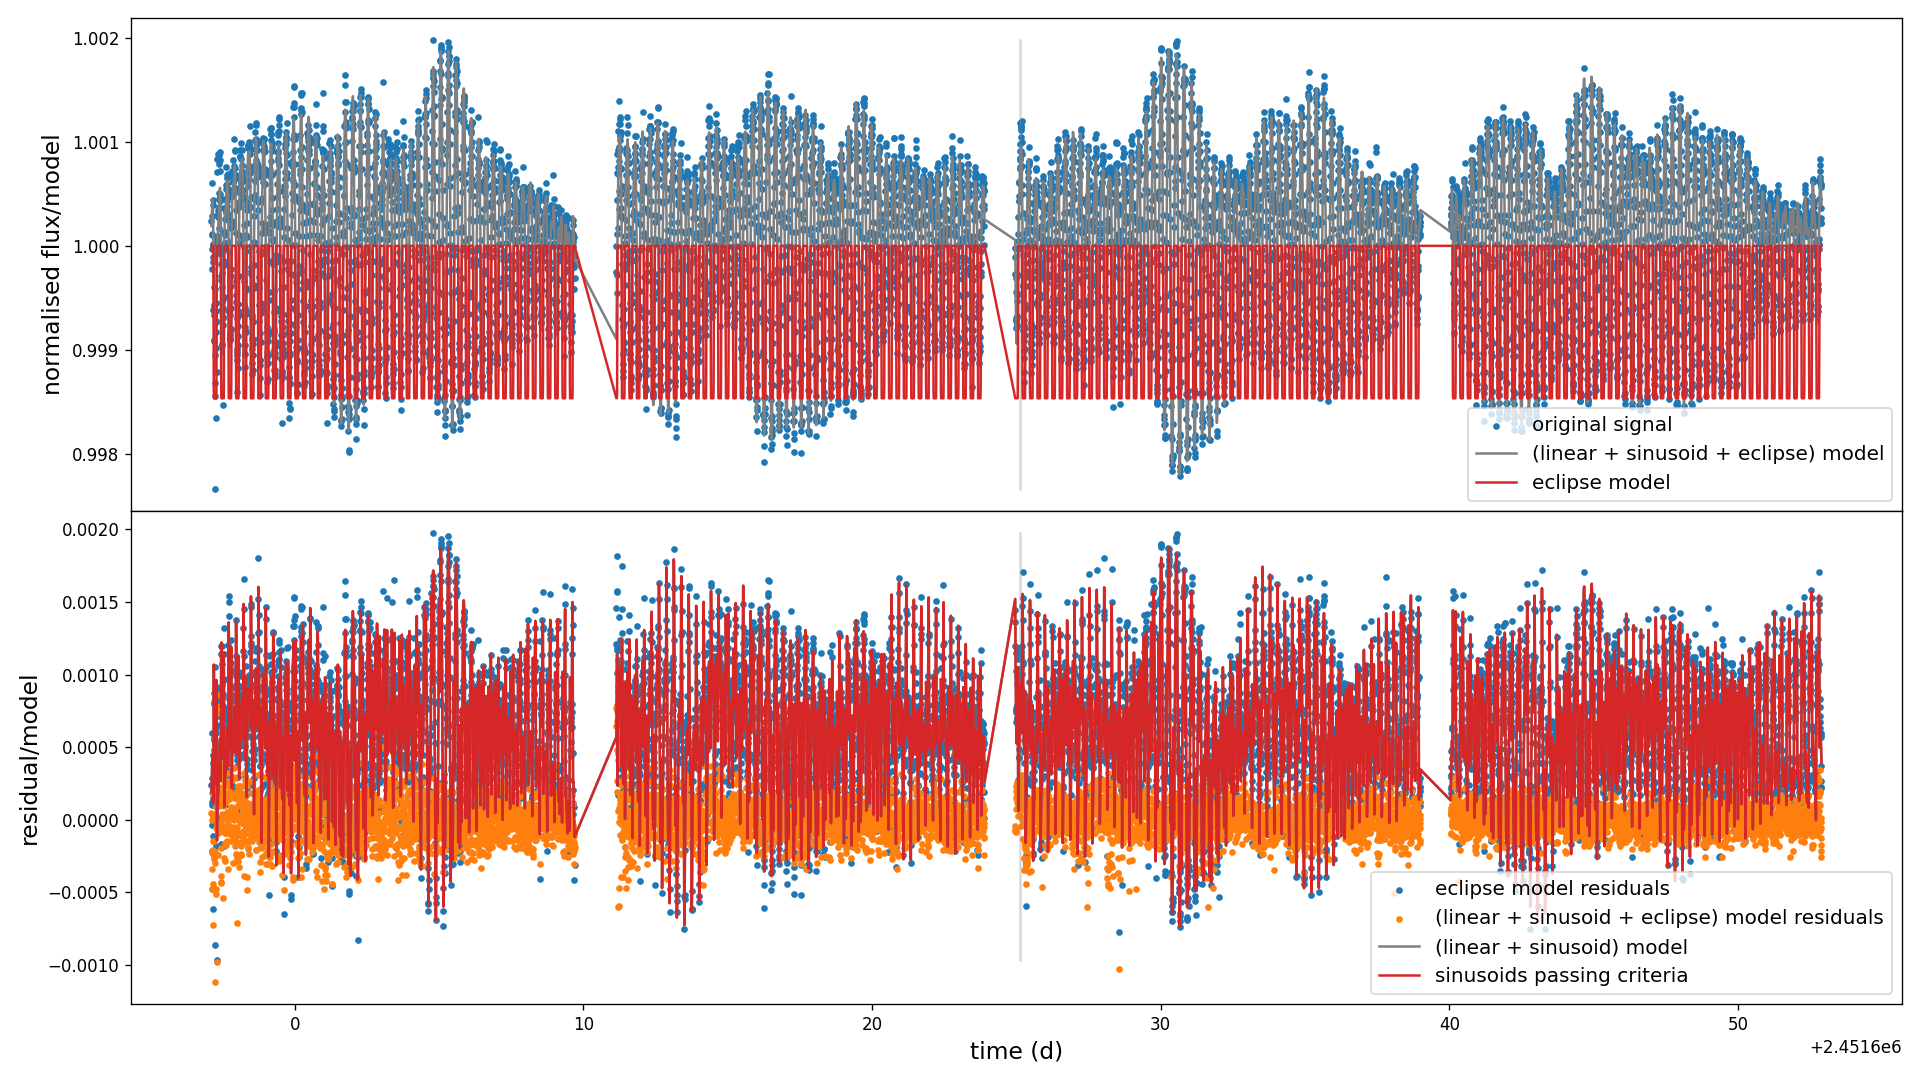 normalised flux/model
1.002
1.001
1.000
0.999
0.998
original signal
(linear + sinusoid + eclipse) model
eclipse model
residual/model
0.0020
0.0015
0.0010
0.0005
0.0000
−0.0005
−0.0010
eclipse model residuals
(linear + sinusoid + eclipse) model residuals
(linear + sinusoid) model
sinusoids passing criteria
0 10 20 30 40 50
time (d)
+2.4516e6